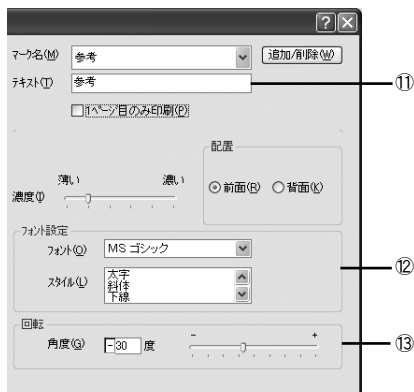 マーク名(M) 参考 追加/削除(W)
テキスト(T) 参考 ⑪
1ページ目のみ印刷(P)
配置
薄い 濃い
濃度(I) 前面(R) 背面(K)
フォント設定
フォント(O) MS ゴシック
スタイル(L) 太字
斜体
下線
⑫
回転
角度(G) -30 度 - +
⑬